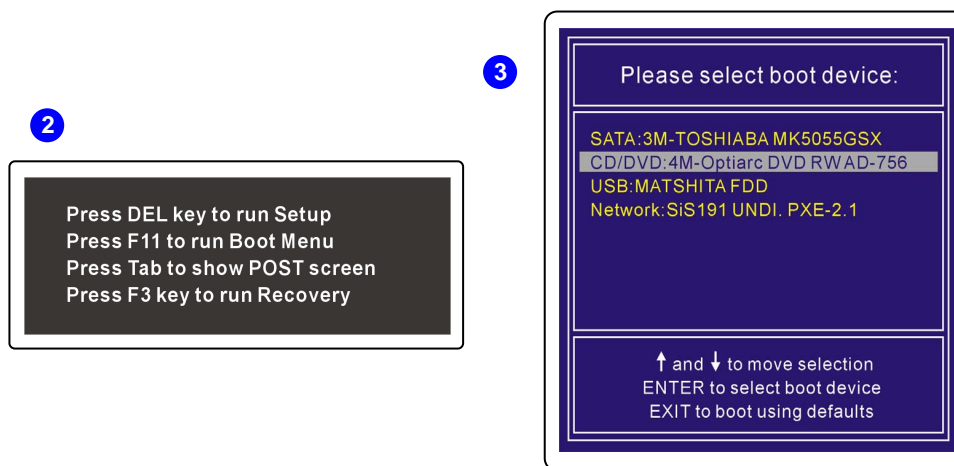 2
Press DEL key to run Setup
Press F11 to run Boot Menu
Press Tab to show POST screen
Press F3 key to run Recovery
3
Please select boot device:
SATA:3M-TOSHIABA MK5055GSX
CD/DVD:4M-Optiarc DVD RW AD-756
USB:MATSHITA FDD
Network:SiS191 UNDI. PXE-2.1
↑ and ↓ to move selection
ENTER to select boot device
EXIT to boot using defaults